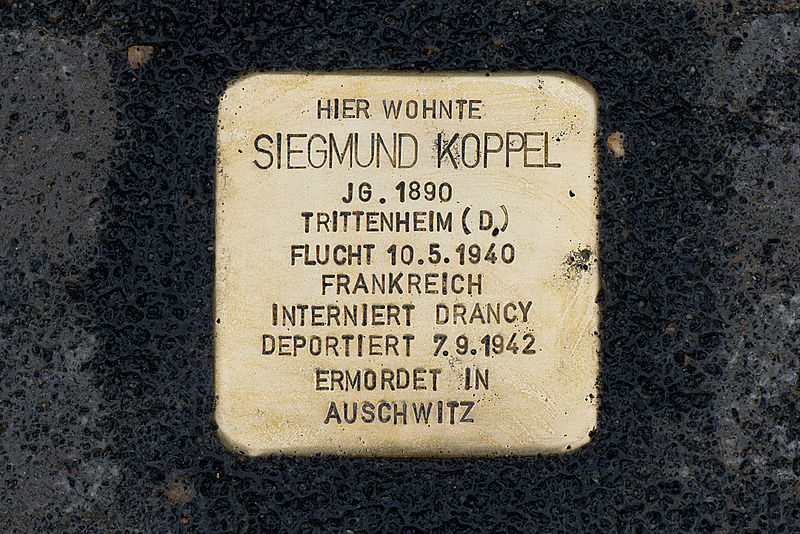 HIER WOHNTE
SIEGMUND KOPPEL
JG. 1890
TRITTENHEIM (D.)
FLUCHT 10.5.1940
FRANKREICH
INTERNIERT DRANCY
DEPORTIERT 7.9.1942
ERMORDET IN
AUSCHWITZ